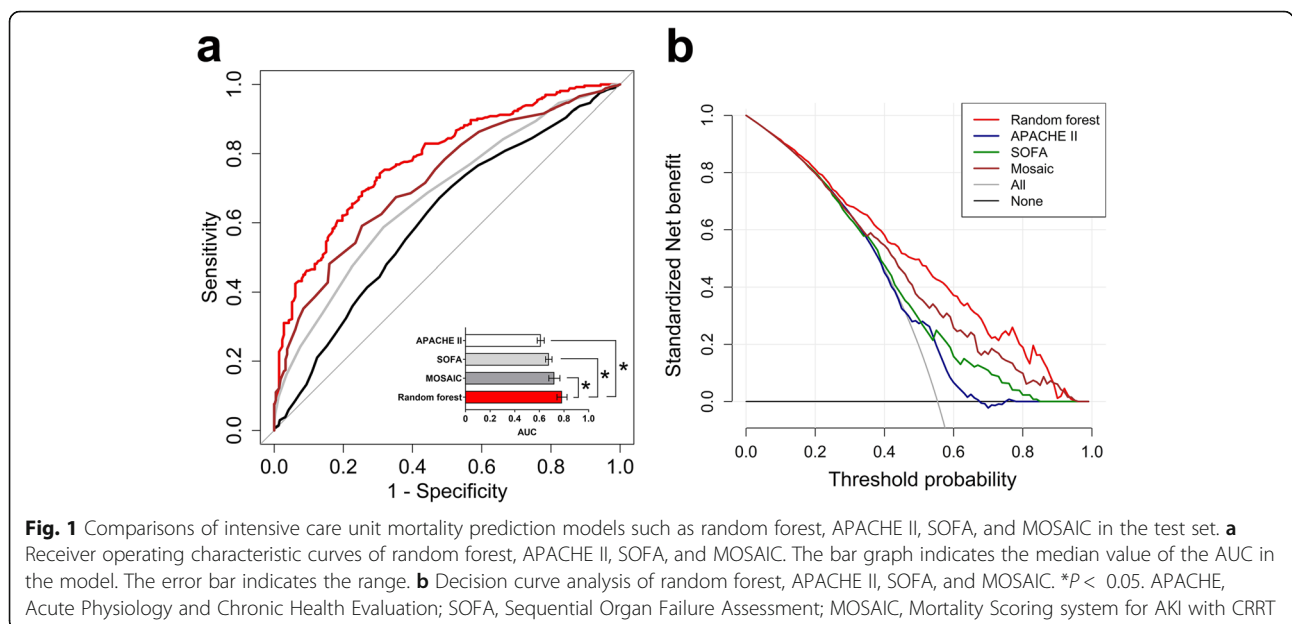 a
Sensitivity
1.0
0.8
0.6
0.4
0.2
0.0
0.0 0.2 0.4 0.6 0.8 1.0
1 - Specificity
APACHE II
SOFA
MOSAIC
Random forest
*
*
*
0 0.2 0.4 0.6 0.8 1.0
AUC
b
Standardized Net benefit
1.0
0.8
0.6
0.4
0.2
0.0
0.0 0.2 0.4 0.6 0.8 1.0
Threshold probability
Random forest
APACHE II
SOFA
Mosaic
All
None
Fig. 1 Comparisons of intensive care unit mortality prediction models such as random forest, APACHE II, SOFA, and MOSAIC in the test set. a
Receiver operating characteristic curves of random forest, APACHE II, SOFA, and MOSAIC. The bar graph indicates the median value of the AUC in
the model. The error bar indicates the range. b Decision curve analysis of random forest, APACHE II, SOFA, and MOSAIC. *P < 0.05. APACHE,
Acute Physiology and Chronic Health Evaluation; SOFA, Sequential Organ Failure Assessment; MOSAIC, Mortality Scoring system for AKI with CRRT